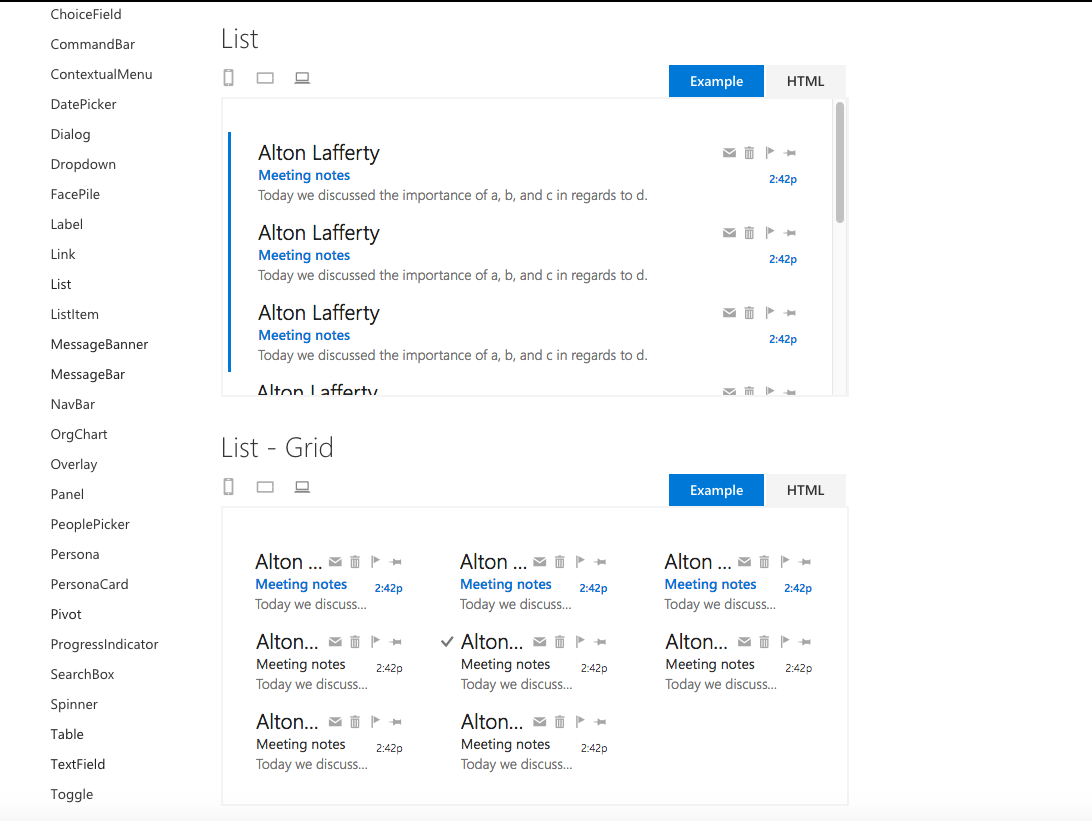 ChoiceField
CommandBar
ContextualMenu
DatePicker
Dialog
Dropdown
FacePile
Label
Link
List
ListItem
MessageBanner
MessageBar
NavBar
OrgChart
Overlay
Panel
PeoplePicker
Persona
PersonaCard
Pivot
ProgressIndicator
SearchBox
Spinner
Table
TextField
Toggle
List
Example HTML
Alton Lafferty
Meeting notes 2:42p
Today we discussed the importance of a, b, and c in regards to d.
Alton Lafferty
Meeting notes 2:42p
Today we discussed the importance of a, b, and c in regards to d.
Alton Lafferty
Meeting notes 2:42p
Today we discussed the importance of a, b, and c in regards to d.
Alton Lafferty
List - Grid
Example HTML
Alton ... Alton ... Alton ...
Meeting notes 2:42p Meeting notes 2:42p Meeting notes 2:42p
Today we discuss... Today we discuss... Today we discuss...
Alton... Alton... Alton...
Meeting notes 2:42p Meeting notes 2:42p Meeting notes 2:42p
Today we discuss... Today we discuss... Today we discuss...
Alton... Alton...
Meeting notes 2:42p Meeting notes 2:42p
Today we discuss... Today we discuss...